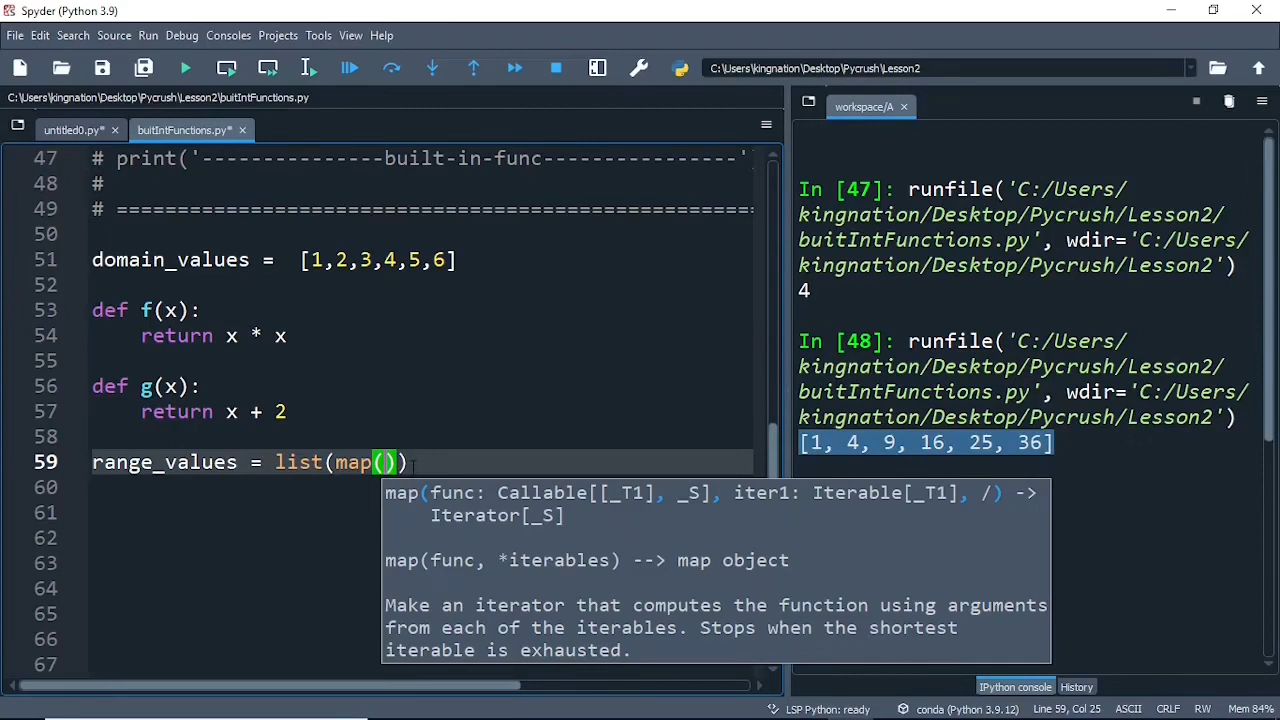 Spyder (Python 3.9)
File Edit Search Source Run Debug Consoles Projects Tools View Help
C:\Users\kingnation\Desktop\Pycrush\Lesson2
C:\Users\kingnation\Desktop\Pycrush\Lesson2\buitIntFunctions.py
untitled0.py*
buitIntFunctions.py*
47 # print('---------------built-in-func----------------'
48 #
49 # =====================================================
50
51 domain_values =  [1,2,3,4,5,6]
52
53 def f(x):
54     return x * x
55
56 def g(x):
57     return x + 2
58
59 range_values = list(map())
60
61
62
63
64
65
66
67
map(func: Callable[[_T1], _S], iter1: Iterable[_T1], /) ->
Iterator[_S]
map(func, *iterables) --> map object
Make an iterator that computes the function using arguments
from each of the iterables. Stops when the shortest
iterable is exhausted.
workspace/A
In [47]: runfile('C:/Users/
kingnation/Desktop/Pycrush/Lesson2/
buitIntFunctions.py', wdir='C:/Users/
kingnation/Desktop/Pycrush/Lesson2')
4
In [48]: runfile('C:/Users/
kingnation/Desktop/Pycrush/Lesson2/
buitIntFunctions.py', wdir='C:/Users/
kingnation/Desktop/Pycrush/Lesson2')
[1, 4, 9, 16, 25, 36]
IPython console History
LSP Python: ready conda (Python 3.9.12) Line 59, Col 25 ASCII CRLF RW Mem 84%